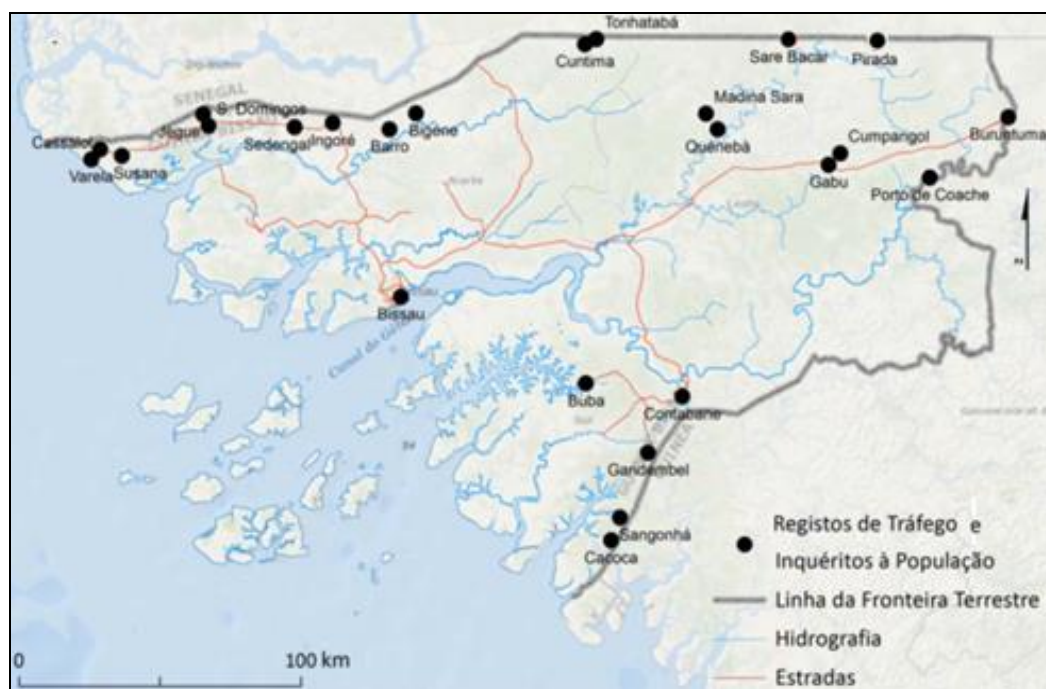 Tonhatabá
Cuntima
Sare Bacar
Pirada
SENEGAL
S. Domingos
Jegue
Cassalol
Varela
Susana
Sedengal
Ingoré
Barro
Bigene
Madina Sara
Quénebà
Cumpangol
Gabu
Buruntuma
Porto de Coache
Bissau
Canal do
Buba
Contabane
Gandembel
Sangonhá
Cacoca
Registos de Tráfego e
Inquéritos à População
Linha da Fronteira Terrestre
Hidrografia
Estradas
0
100 km